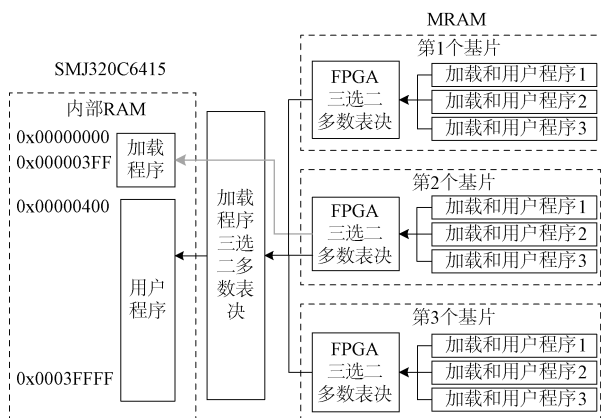 SMJ320C6415
内部RAM
0x00000000
0x000003FF
加载
程序
0x00000400
用户
程序
0x0003FFFF
加载
程序
三选
二多
数表
决
MRAM
第1个基片
FPGA
三选二
多数表决
加载和用户程序1
加载和用户程序2
加载和用户程序3
第2个基片
FPGA
三选二
多数表决
加载和用户程序1
加载和用户程序2
加载和用户程序3
第3个基片
FPGA
三选二
多数表决
加载和用户程序1
加载和用户程序2
加载和用户程序3